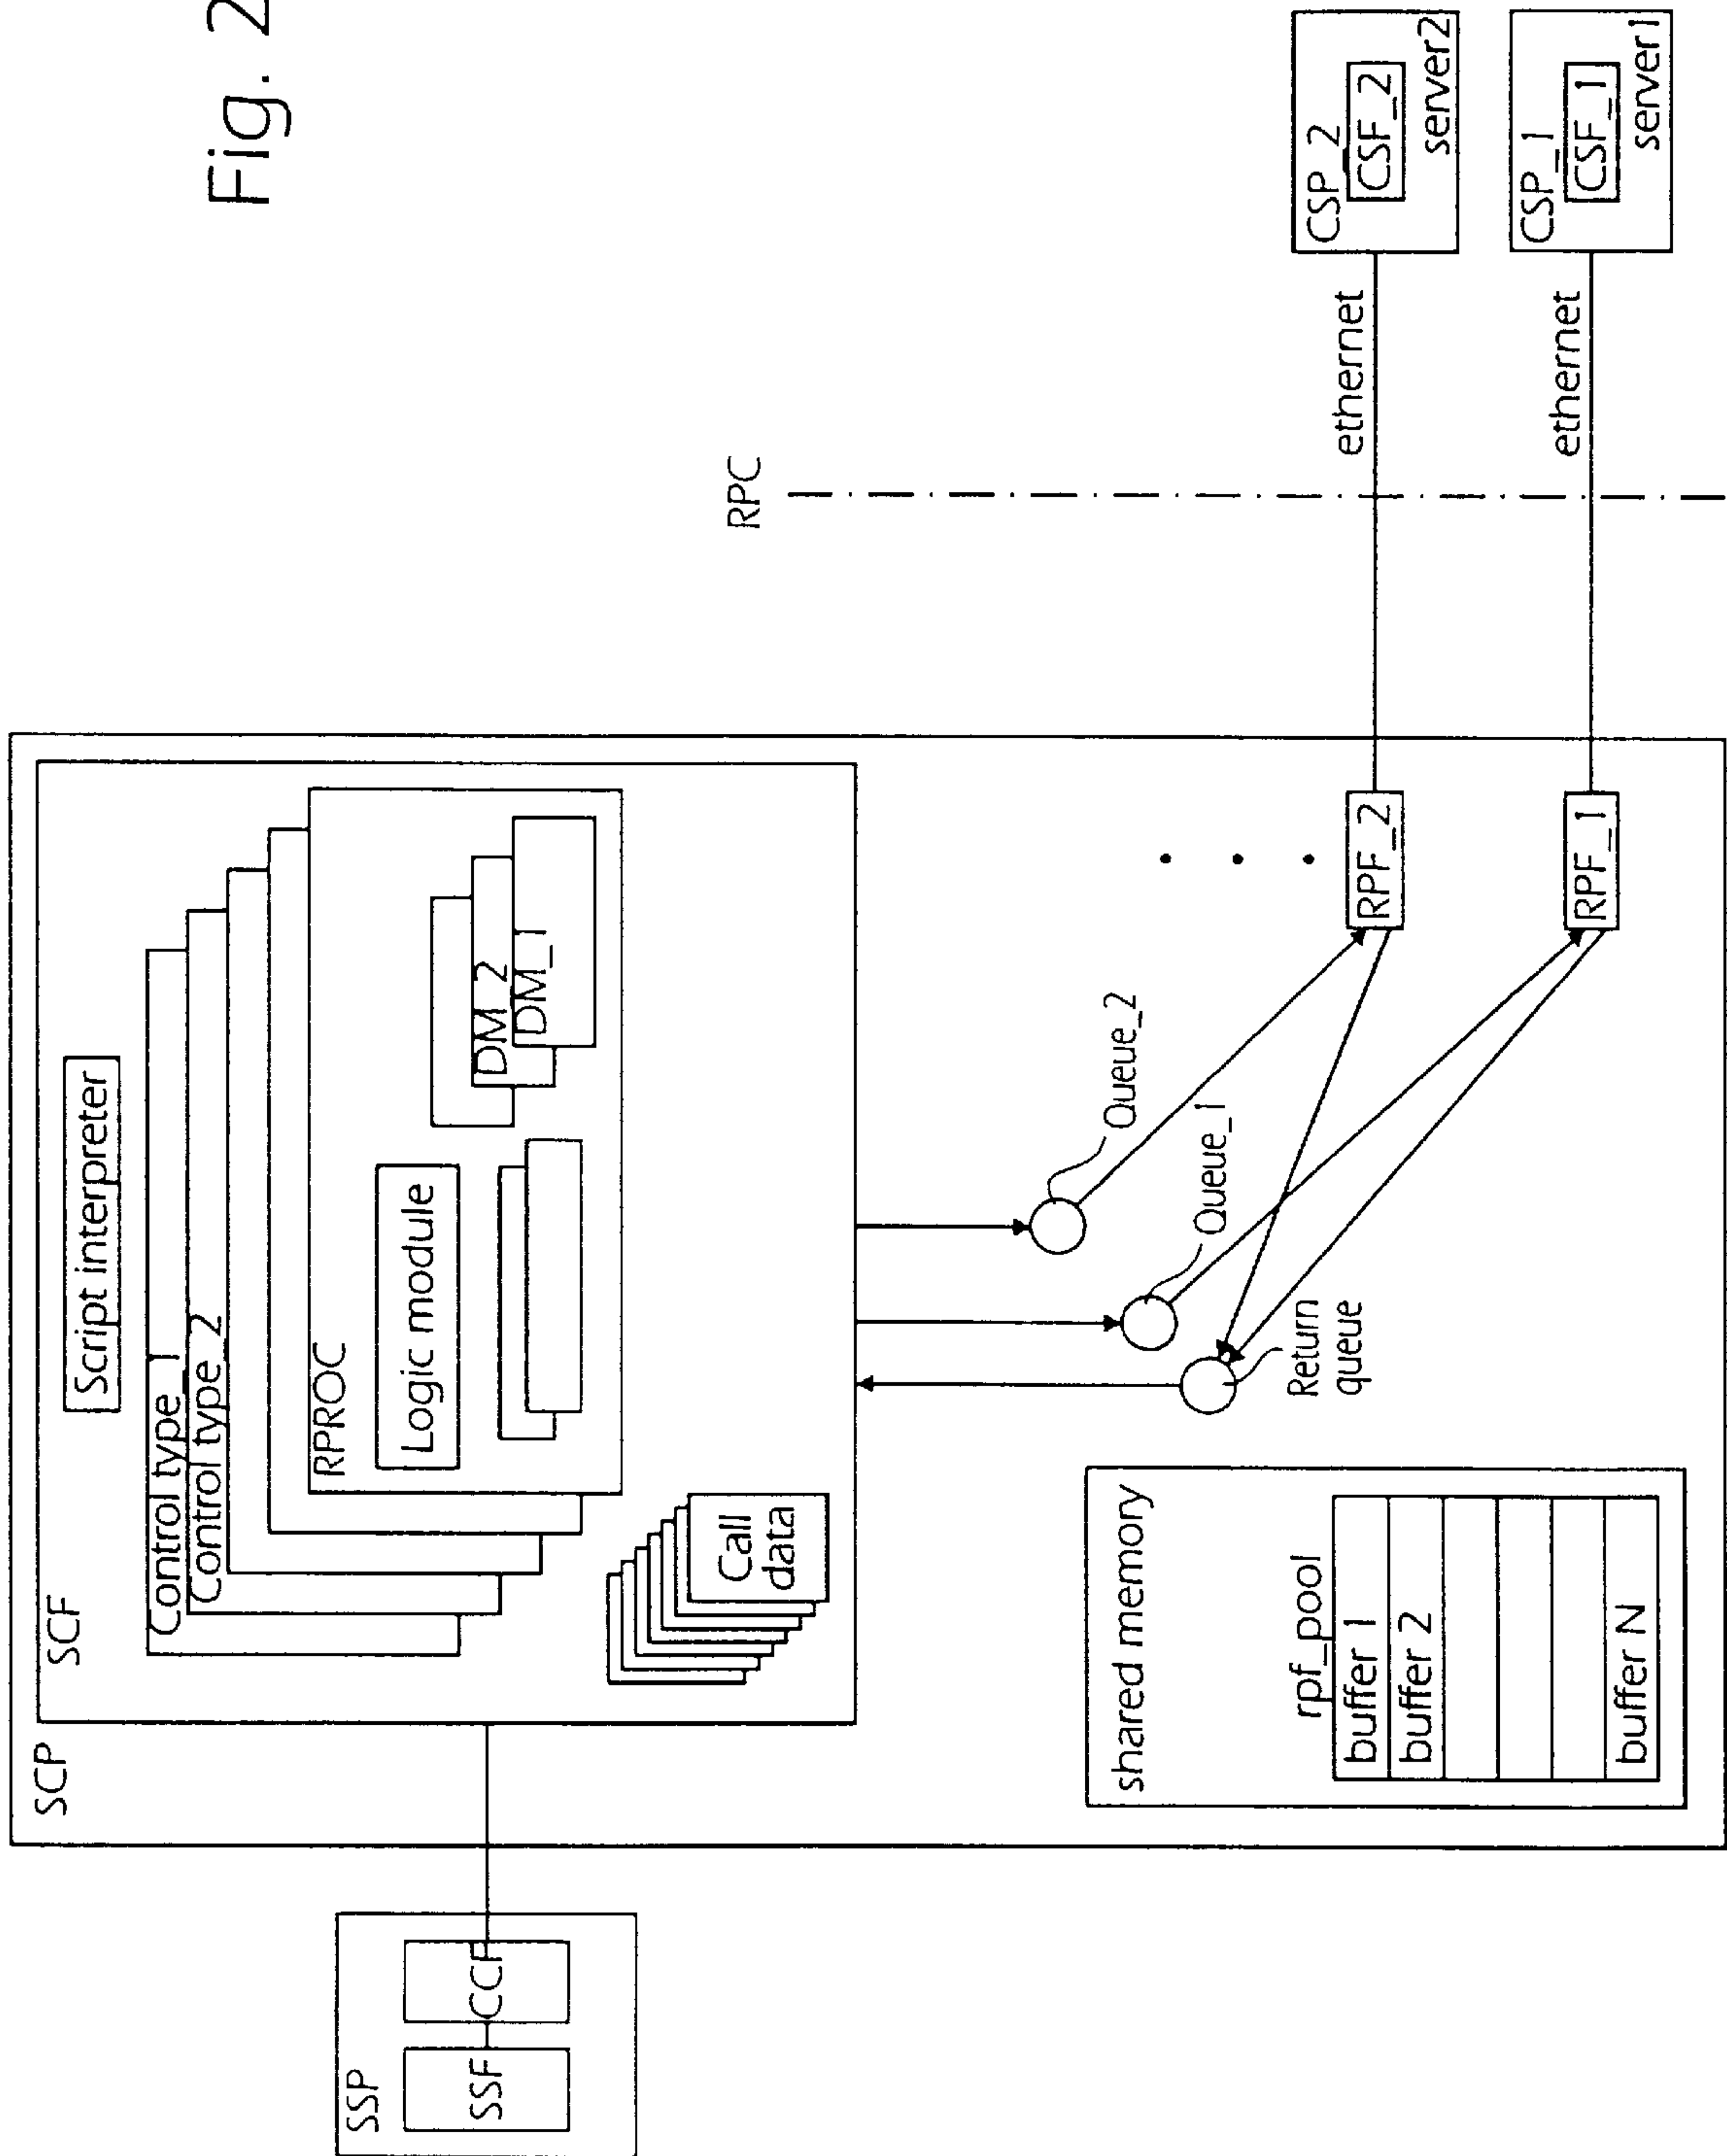 Fig. 2
SSP
SSF
CCF
SCP
SCF
Script interpreter
Control type_1
Control type_2
RPROC
Logic module
DM_2
DM_1
Call
data
shared memory
rpf_pool
buffer 1
buffer 2
buffer N
Return
queue
Queue_1
Queue_2
RPF_2
RPF_1
RPC
ethernet
ethernet
CSP_2
CSF_2
server2
CSP_1
CSF_1
server1